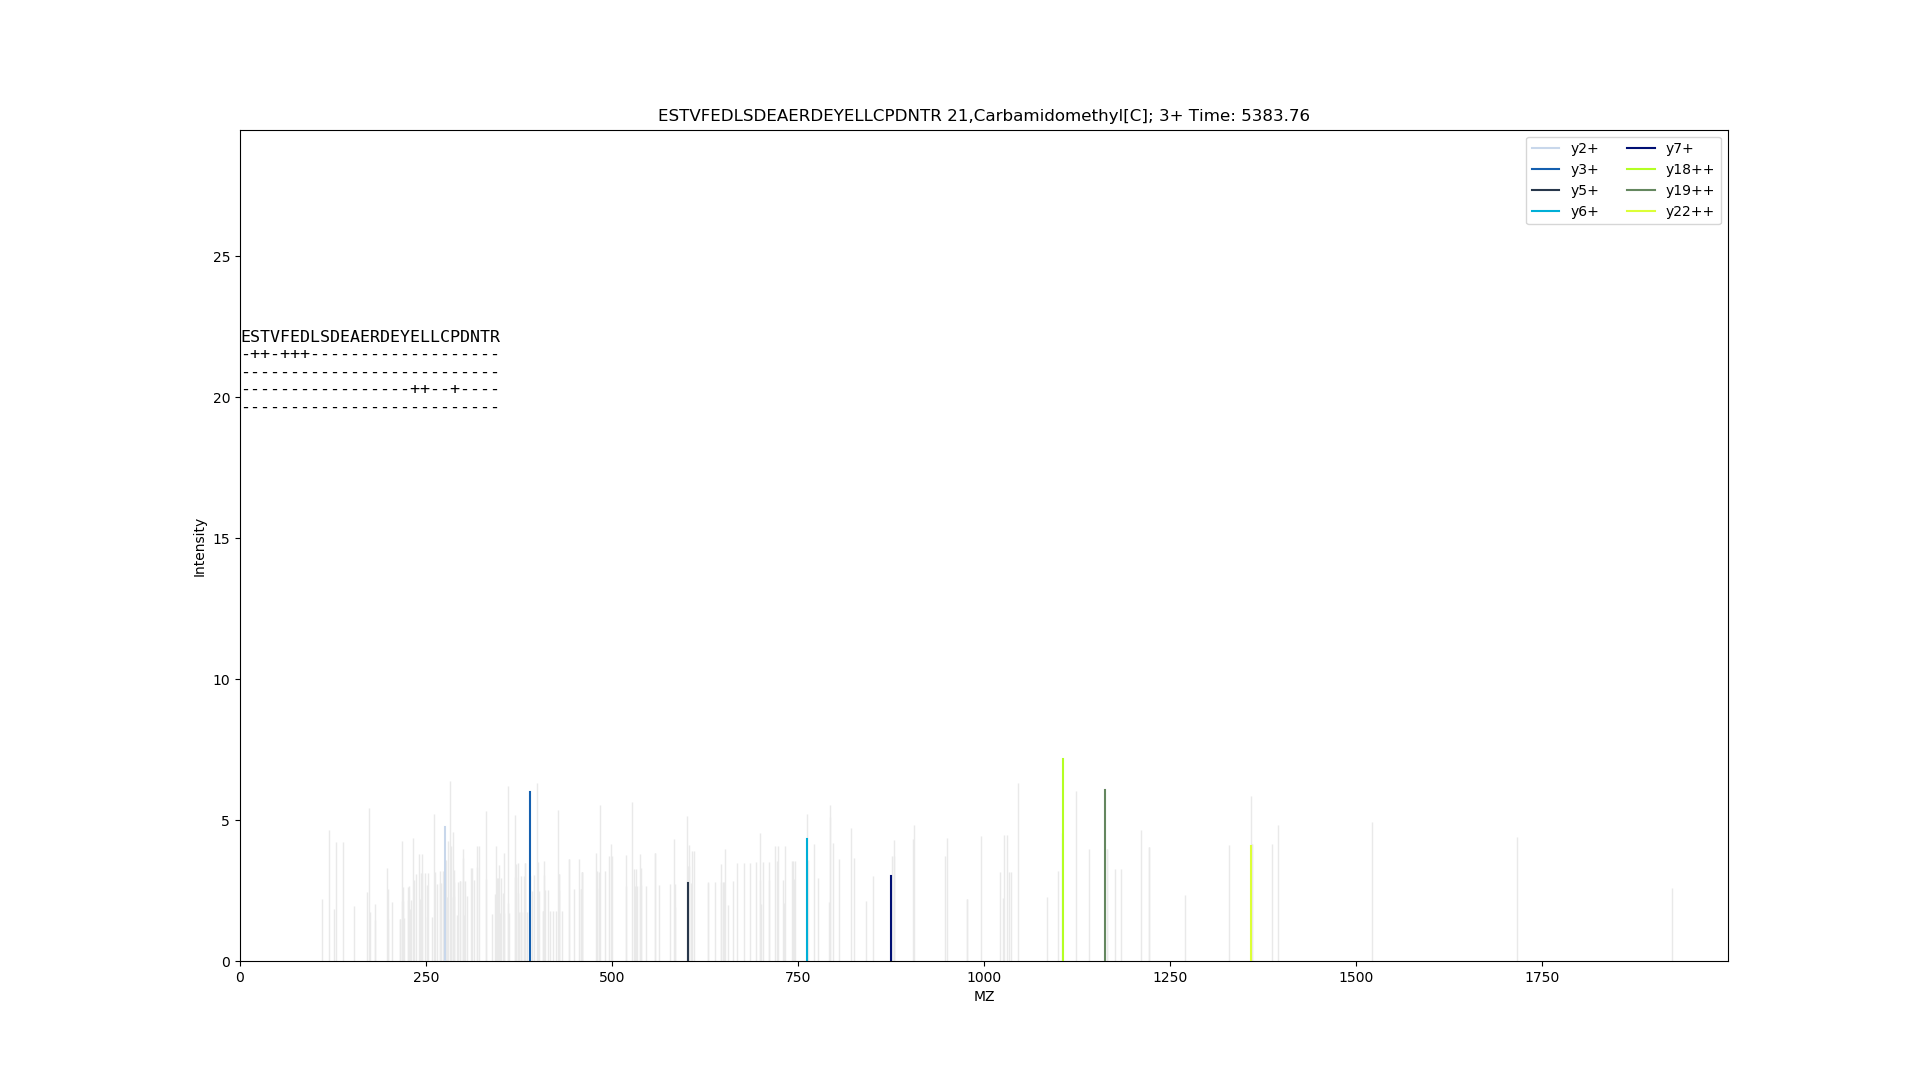 ESTVFEDLSDEAERDEYELLCPDNTR 21,Carbamidomethyl[C]; 3+ Time: 5383.76
y2+ y7+
y3+ y18++
y5+ y19++
y6+ y22++
25
ESTVFEDLSDEAERDEYELLCPDNTR
-++-+++-------------------
--------------------------
-----------------++--+----
--------------------------
20
15
Intensity
10
5
0
0 250 500 750 1000 1250 1500 1750
MZ